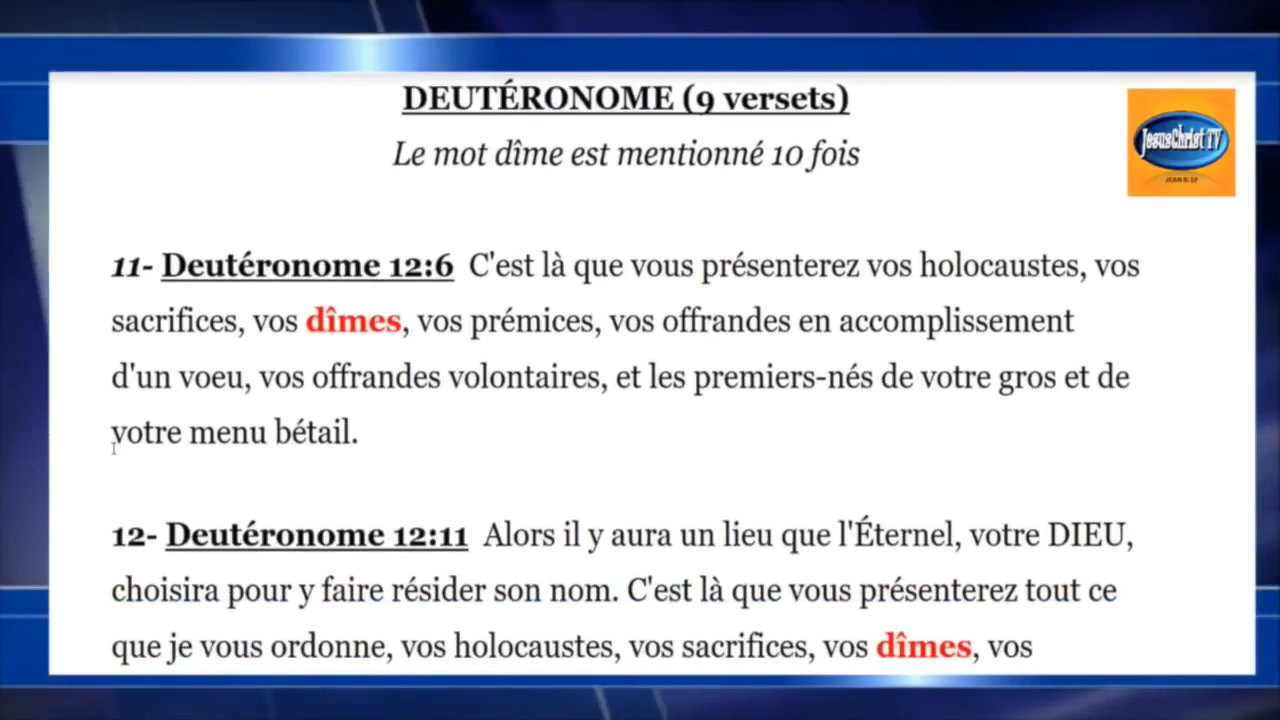 DEUTÉRONOME (9 versets)
Le mot dîme est mentionné 10 fois
JesusChrist TV
11- Deutéronome 12:6 C'est là que vous présenterez vos holocaustes, vos
sacrifices, vos dîmes, vos prémices, vos offrandes en accomplissement
d'un voeu, vos offrandes volontaires, et les premiers-nés de votre gros et de
votre menu bétail.
12- Deutéronome 12:11 Alors il y aura un lieu que l'Éternel, votre DIEU,
choisira pour y faire résider son nom. C'est là que vous présenterez tout ce
que je vous ordonne, vos holocaustes, vos sacrifices, vos dîmes, vos